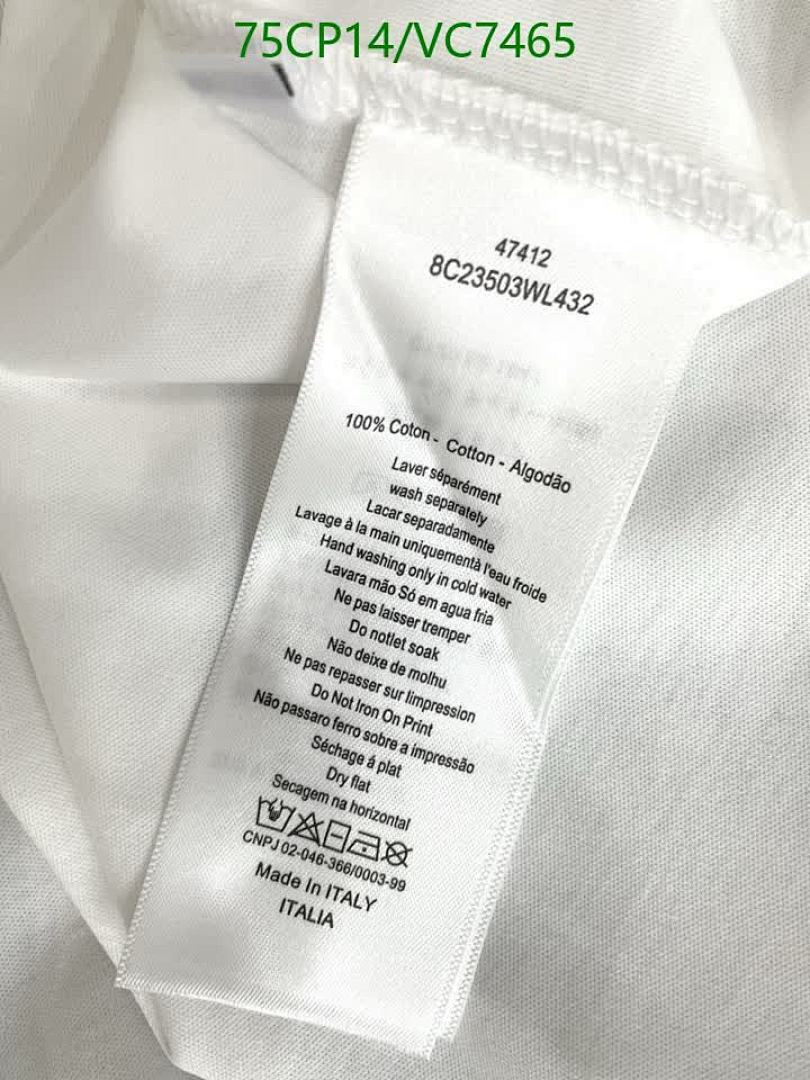 75CP14/VC7465
47412
8C23503WL432
100% Coton - Cotton - Algodão
Laver séparément
wash separately
Lacar separadamente
Lavage à la main uniquementà l'eau froide
Hand washing only in cold water
Lavara mão Só em agua fria
Ne pas laisser tremper
Do notlet soak
Não deixe de molhu
Ne pas repasser sur limpression
Do Not Iron On Print
Não passaro ferro sobre a impressão
Séchage á plat
Dry flat
Secagem na horizontal
CNPJ 02-046-366/0003-99
Made In ITALY
ITALIA